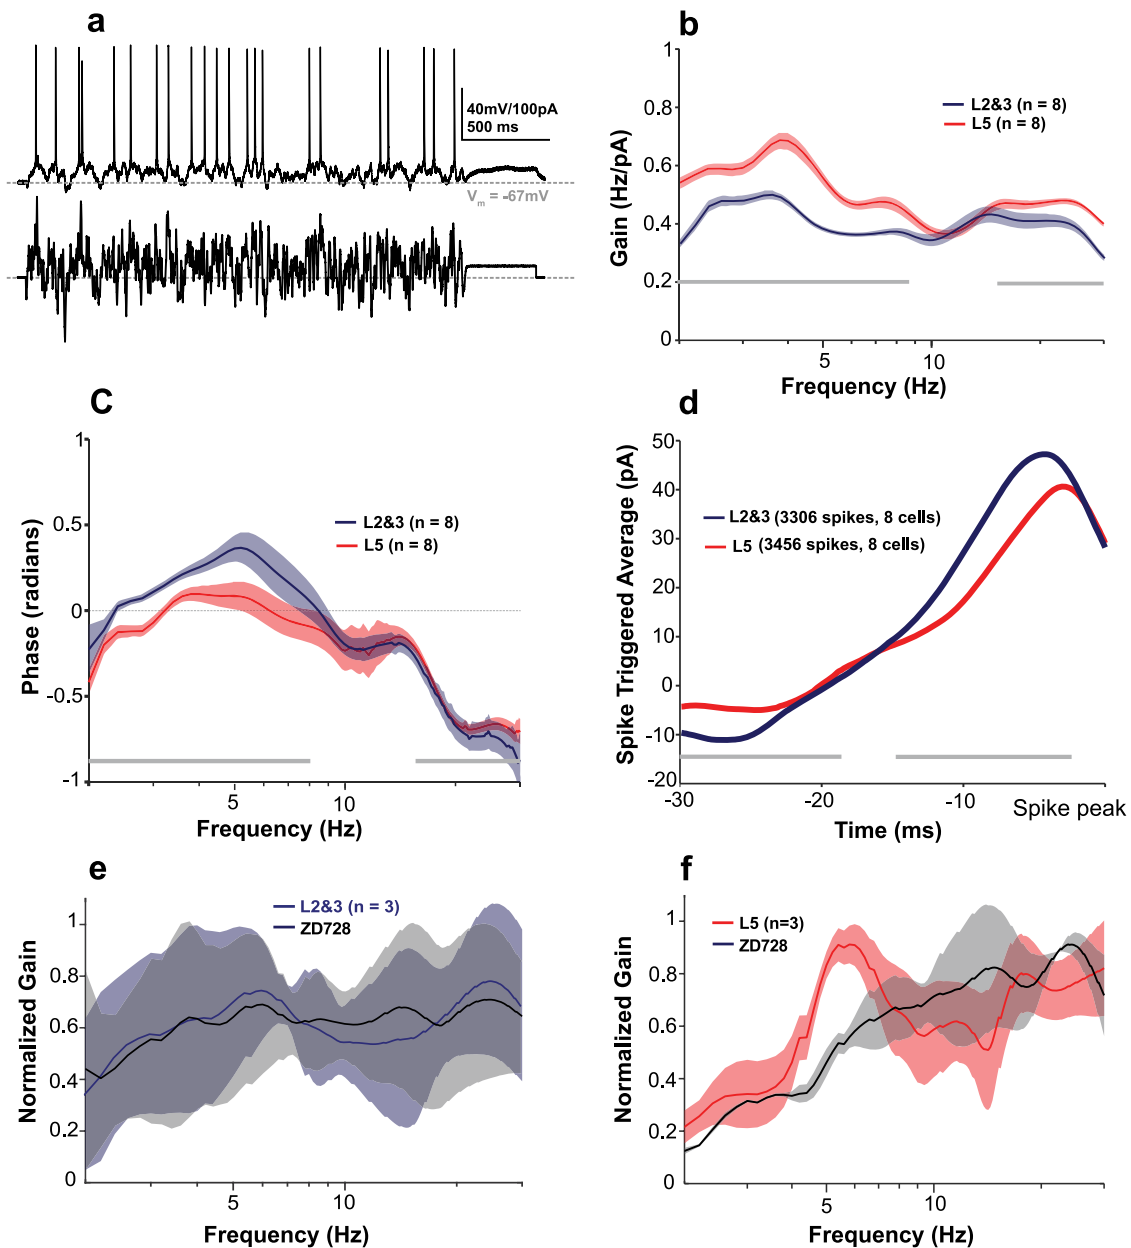 a
40mV/100pA
500 ms
Vm = -67mV
b
1
0.8
0.6
0.4
0.2
0
Gain (Hz/pA)
L2&3 (n = 8)
L5 (n = 8)
5
10
Frequency (Hz)
C
1
0.5
0
-0.5
-1
Phase (radians)
L2&3 (n = 8)
L5 (n = 8)
5
10
Frequency (Hz)
d
50
40
30
20
10
0
-10
-20
Spike Triggered Average (pA)
L2&3 (3306 spikes, 8 cells)
L5 (3456 spikes, 8 cells)
-30
-20
-10
Spike peak
Time (ms)
e
1
0.8
0.6
0.4
0.2
0
Normalized Gain
L2&3 (n = 3)
ZD728
5
10
Frequency (Hz)
f
1
0.8
0.6
0.4
0.2
0
Normalized Gain
L5 (n=3)
ZD728
5
10
Frequency (Hz)